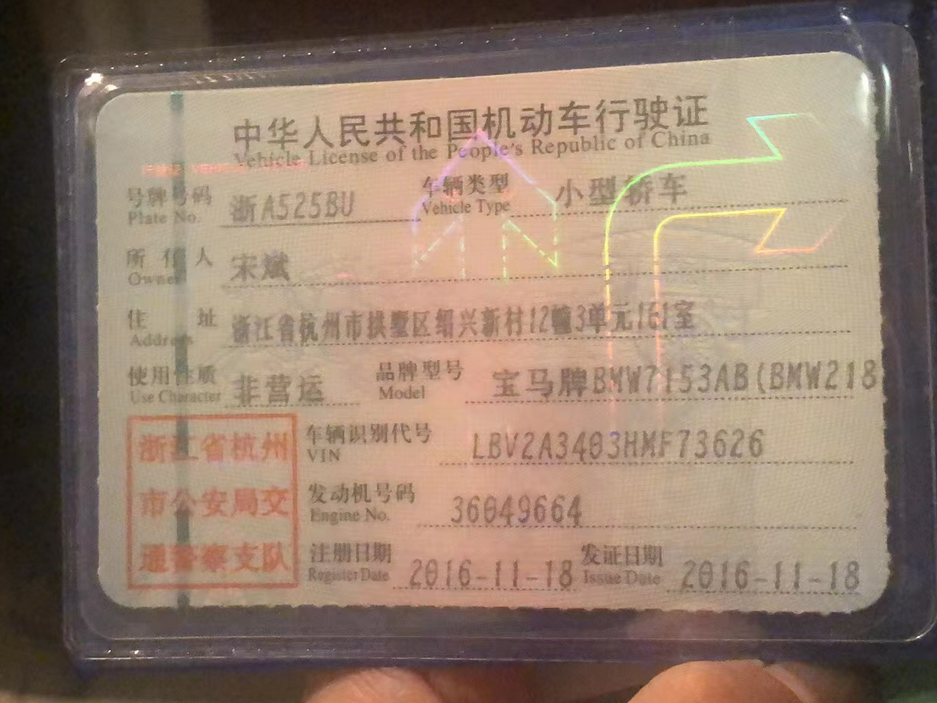 中华人民共和国机动车行驶证
Vehicle License of the People's Republic of China
号牌号码 浙A525BU 车辆类型 小型轿车
Plate No. Vehicle Type
所有人 宋斌
Owner
住址 浙江省杭州市拱墅区绍兴新村12幢3单元161室
Address
使用性质 非营运 品牌型号 宝马牌BMW7153AB(BMW218
Use Character Model
浙江省杭州
市公安局交
通警察支队
车辆识别代号 LBV2A3403HMF73626
VIN
发动机号码 36049664
Engine No.
注册日期 2016-11-18 发证日期 2016-11-18
Register Date Issue Date